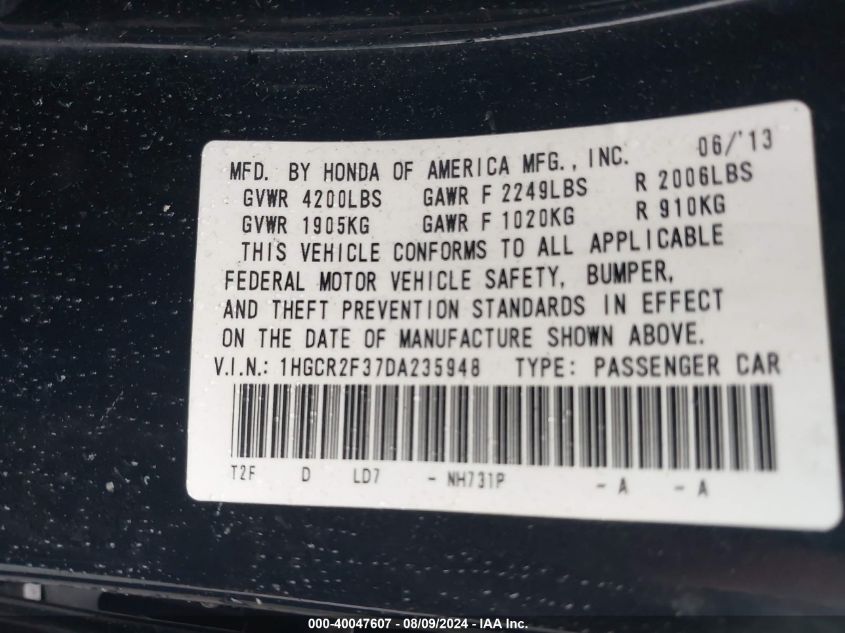 MFD. BY HONDA OF AMERICA MFG., INC. 06/'13
GVWR 4200LBS GAWR F 2249LBS R 2006LBS
GVWR 1905KG GAWR F 1020KG R 910KG
THIS VEHICLE CONFORMS TO ALL APPLICABLE
FEDERAL MOTOR VEHICLE SAFETY, BUMPER,
AND THEFT PREVENTION STANDARDS IN EFFECT
ON THE DATE OF MANUFACTURE SHOWN ABOVE.
V.I.N.: 1HGCR2F37DA235948 TYPE: PASSENGER CAR
T2F D LD7 - NH731P - A - A
000-40047607 - 08/09/2024 - IAA Inc.